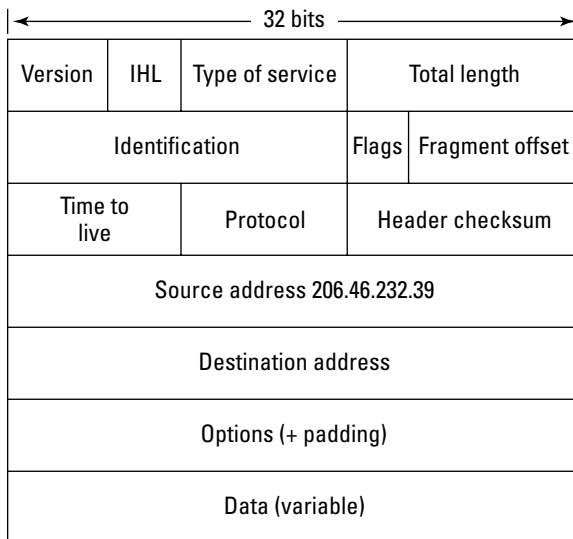 32 bits
Version IHL Type of service Total length
Identification Flags Fragment offset
Time to
live Protocol Header checksum
Source address 206.46.232.39
Destination address
Options (+ padding)
Data (variable)